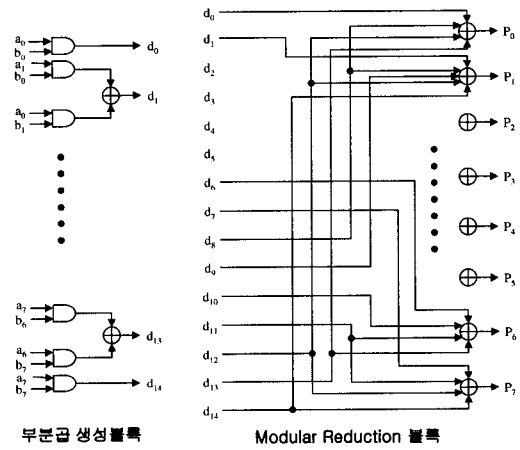 a₀
b₀
d₀
a₁
b₀
d₁
a₀
b₁
a₇
b₆
d₁₃
a₆
b₇
a₇
b₇
d₁₄
부분곱 생성블록
d₀
d₁
d₂
d₃
d₄
d₅
d₆
d₇
d₈
d₉
d₁₀
d₁₁
d₁₂
d₁₃
d₁₄
P₀
P₁
P₂
P₃
P₄
P₅
P₆
P₇
Modular Reduction 블록